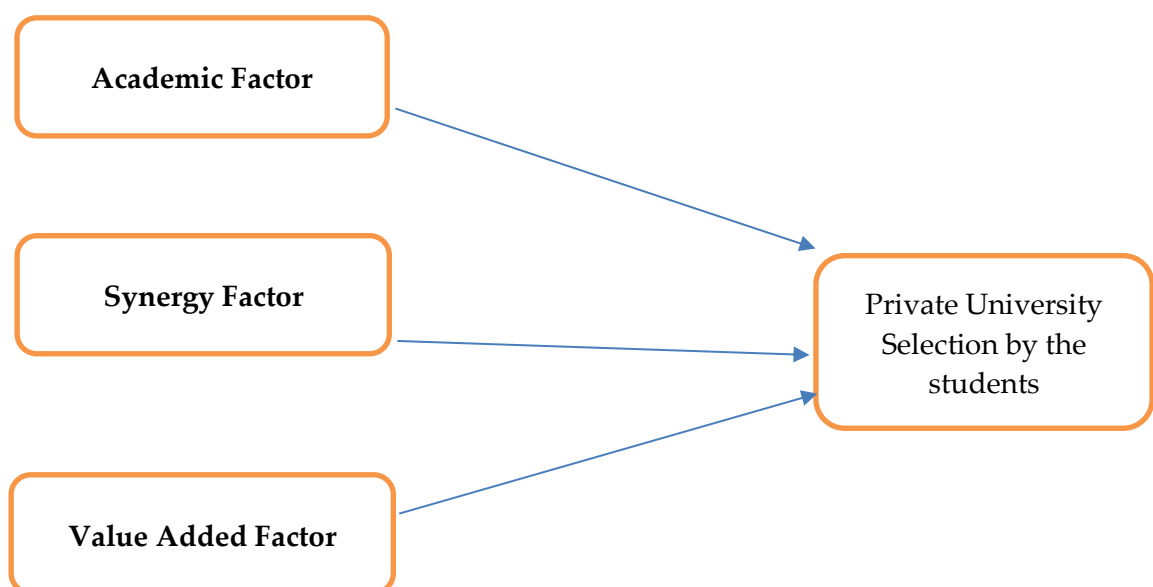 Academic Factor
Synergy Factor
Private University
Selection by the
students
Value Added Factor